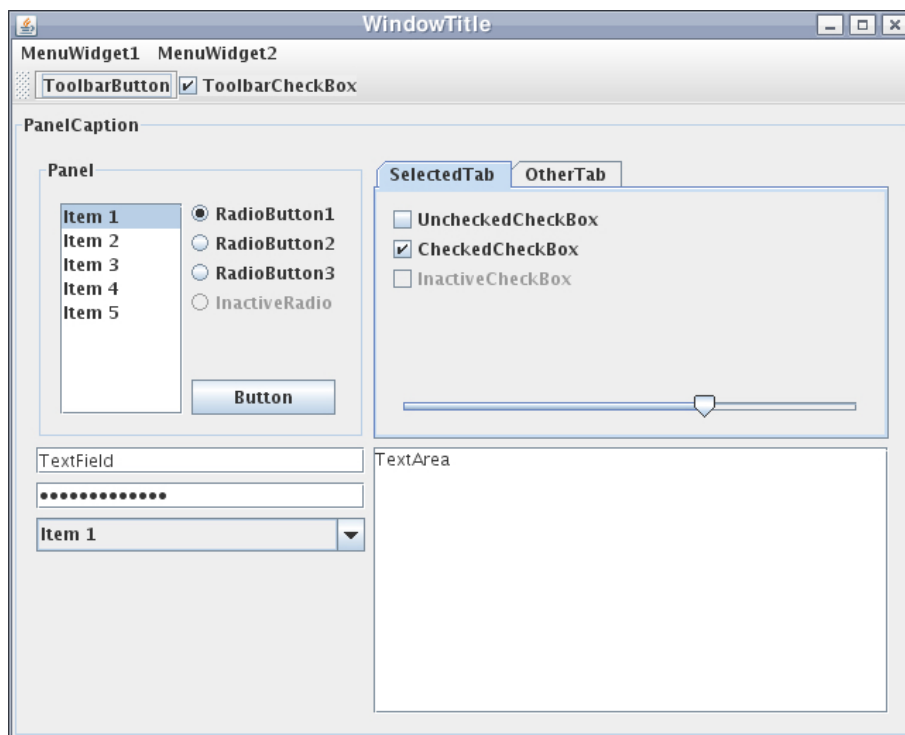 WindowTitle
MenuWidget1 MenuWidget2
ToolbarButton ToolbarCheckBox
PanelCaption
Panel
Item 1
Item 2
Item 3
Item 4
Item 5
RadioButton1
RadioButton2
RadioButton3
InactiveRadio
Button
SelectedTab OtherTab
UncheckedCheckBox
CheckedCheckBox
InactiveCheckBox
TextField
•••••••••••••
Item 1
TextArea